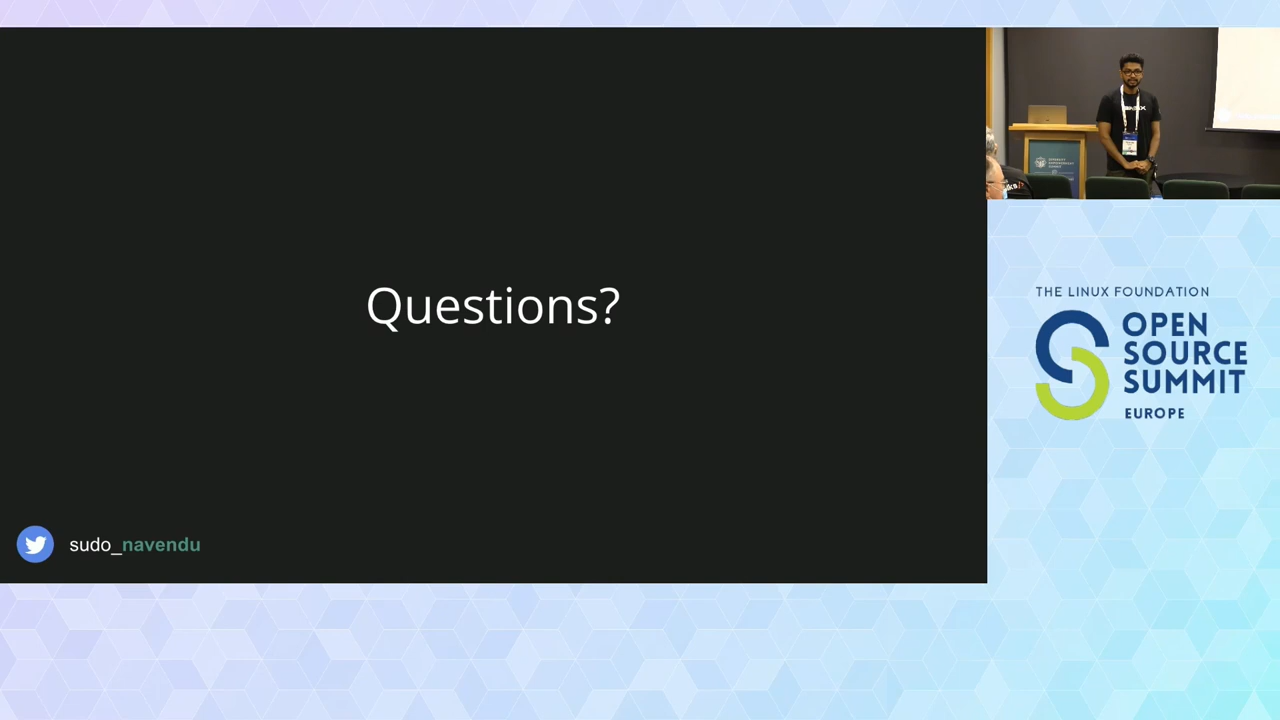 Questions?
sudo_navendu
THE LINUX FOUNDATION
OPEN
SOURCE
SUMMIT
EUROPE